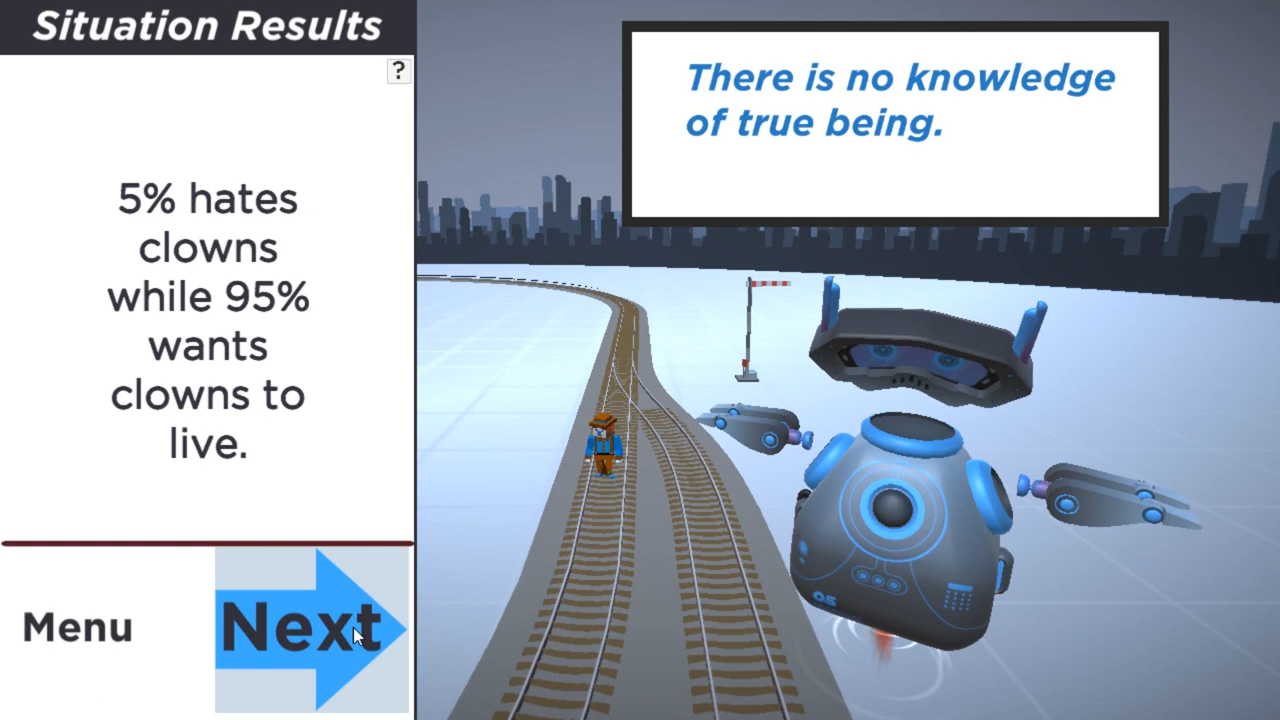 Situation Results
?
5% hates
clowns
while 95%
wants
clowns to
live.
Menu
Next
There is no knowledge
of true being.
05